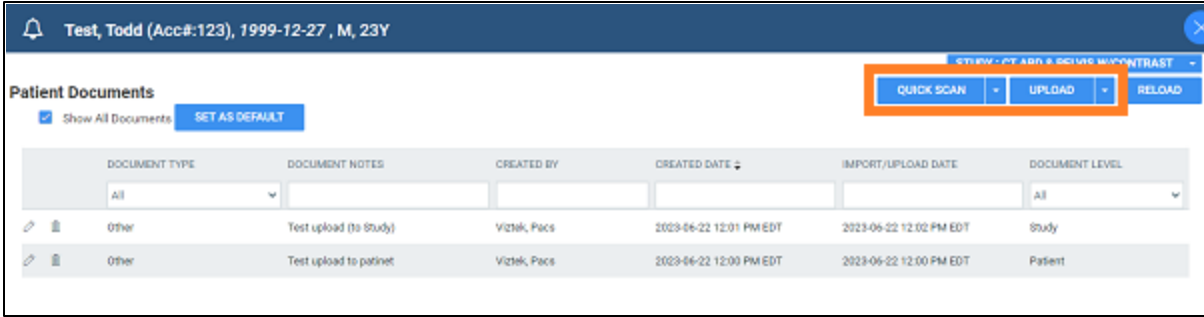 Test, Todd (Acc#:123), 1999-12-27 , M, 23Y
STUDY : CT ABD & PELVIS W/CONTRAST
Patient Documents
QUICK SCAN UPLOAD RELOAD
Show All Documents SET AS DEFAULT
DOCUMENT TYPE DOCUMENT NOTES CREATED BY CREATED DATE IMPORT/UPLOAD DATE DOCUMENT LEVEL
All All
Other Test upload (to Study) Viztek, Pacs 2023-06-22 12:01 PM EDT 2023-06-22 12:02 PM EDT Study
Other Test upload to patinet Viztek, Pacs 2023-06-22 12:00 PM EDT 2023-06-22 12:00 PM EDT Patient